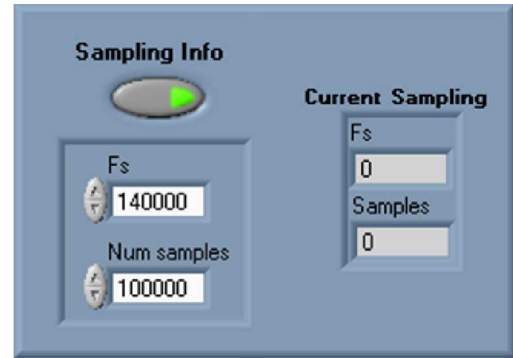 Sampling Info
Fs
140000
Num samples
100000
Current Sampling
Fs
0
Samples
0